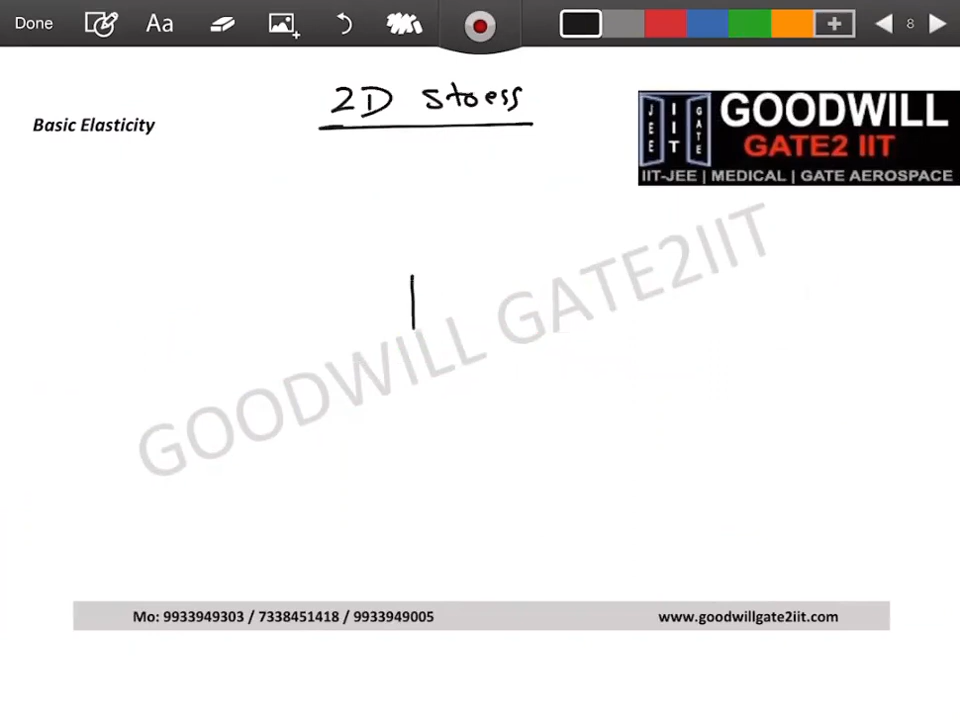 Done Aa 8
2D Stress
Basic Elasticity
JEE IIT GATE GOODWILL
GATE2 IIT
IIT-JEE | MEDICAL | GATE AEROSPACE
GOODWILL GATE2IIT
Mo: 9933949303 / 7338451418 / 9933949005 www.goodwillgate2iit.com